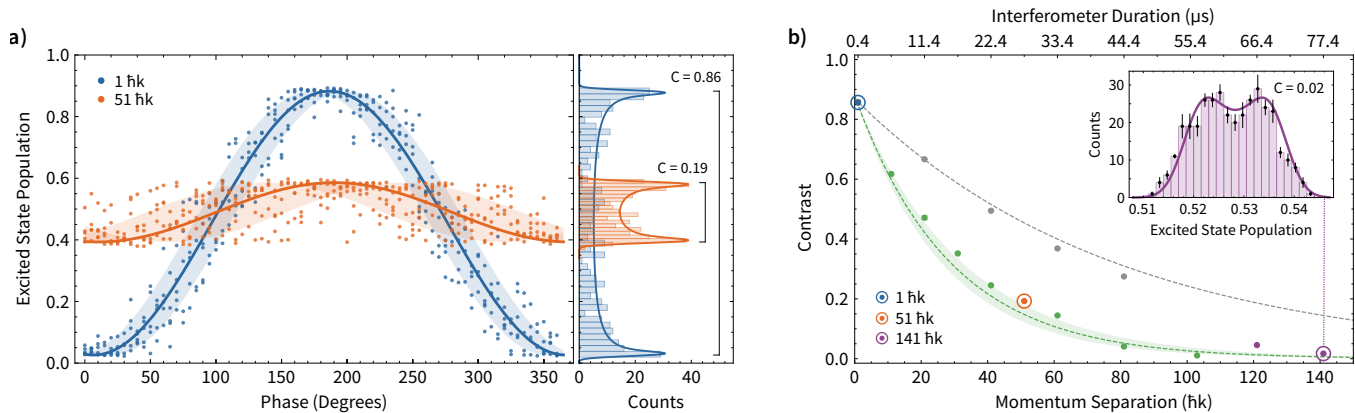 a)
Excited State Population
1.0
0.8
0.6
0.4
0.2
0.0
1 ħk
51 ħk
0 50 100 150 200 250 300 350
Phase (Degrees)
C = 0.86
C = 0.19
0 20 40
Counts
b)
Interferometer Duration (μs)
0.4 11.4 22.4 33.4 44.4 55.4 66.4 77.4
Contrast
1.0
0.8
0.6
0.4
0.2
0.0
1 ħk
51 ħk
141 ħk
0 20 40 60 80 100 120 140
Momentum Separation (ħk)
C = 0.02
Counts
30
20
10
0
0.51 0.52 0.53 0.54
Excited State Population